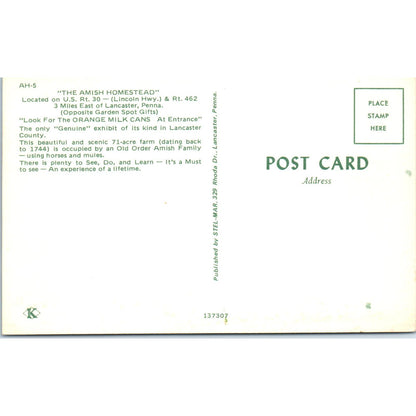 AH-5
"THE AMISH HOMESTEAD"
Located on U.S. Rt. 30 — (Lincoln Hwy.) & Rt. 462
3 Miles East of Lancaster, Penna.
(Opposite Garden Spot Gifts)
"Look For The ORANGE MILK CANS At Entrance"
The only "Genuine" exhibit of its kind in Lancaster
County.
This beautiful and scenic 71-acre farm (dating back
to 1744) is occupied by an Old Order Amish Family
— using horses and mules.
There is plenty to See, Do, and Learn — It's a Must
to see — An experience of a lifetime.
K
Published by STEL-MAR, 329 Rhoda Dr., Lancaster, Penna.
137307
PLACE
STAMP
HERE
POST CARD
Address